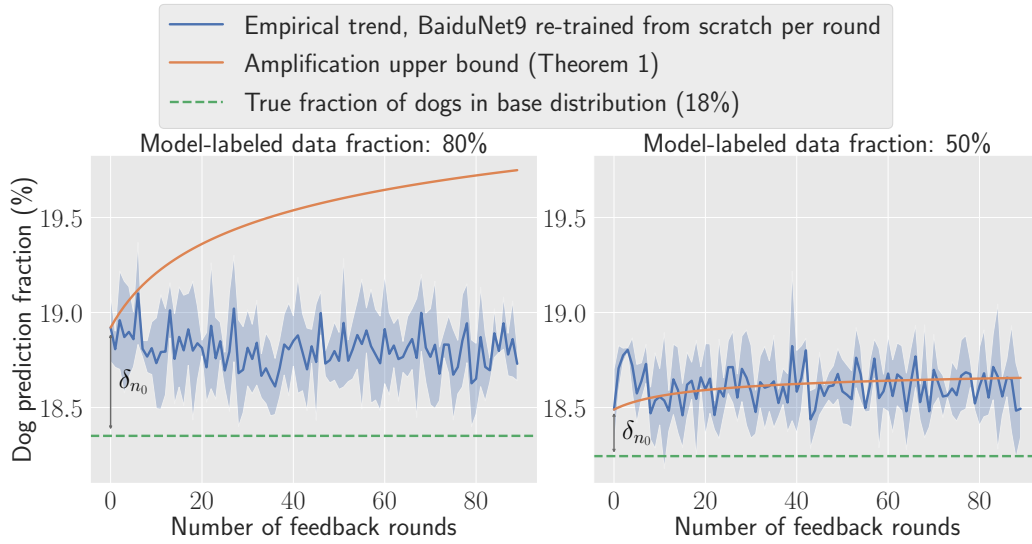 Empirical trend, BaiduNet9 re-trained from scratch per round
Amplification upper bound (Theorem 1)
True fraction of dogs in base distribution (18%)
Model-labeled data fraction: 80%
Model-labeled data fraction: 50%
Dog prediction fraction (%)
19.5
19.0
18.5
δn₀
0 20 40 60 80
Number of feedback rounds
19.5
19.0
18.5
δn₀
0 20 40 60 80
Number of feedback rounds